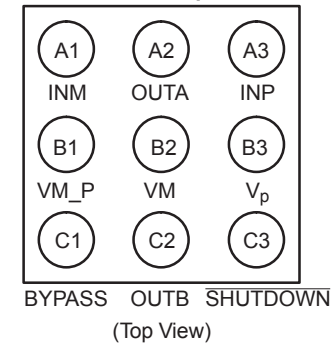 A1 A2 A3
INM OUTA INP
B1 B2 B3
VM_P VM Vp
C1 C2 C3
BYPASS OUTB SHUTDOWN
(Top View)